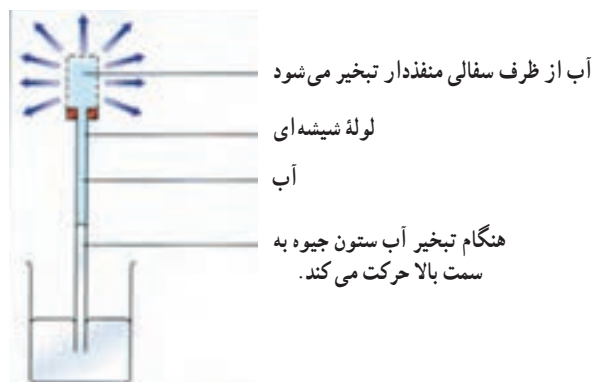 آب از ظرف سفالی منفذدار تبخیر می‌شود
لولهٔ شیشه‌ای
آب
هنگام تبخیر آب ستون جیوه به
سمت بالا حرکت می‌کند.